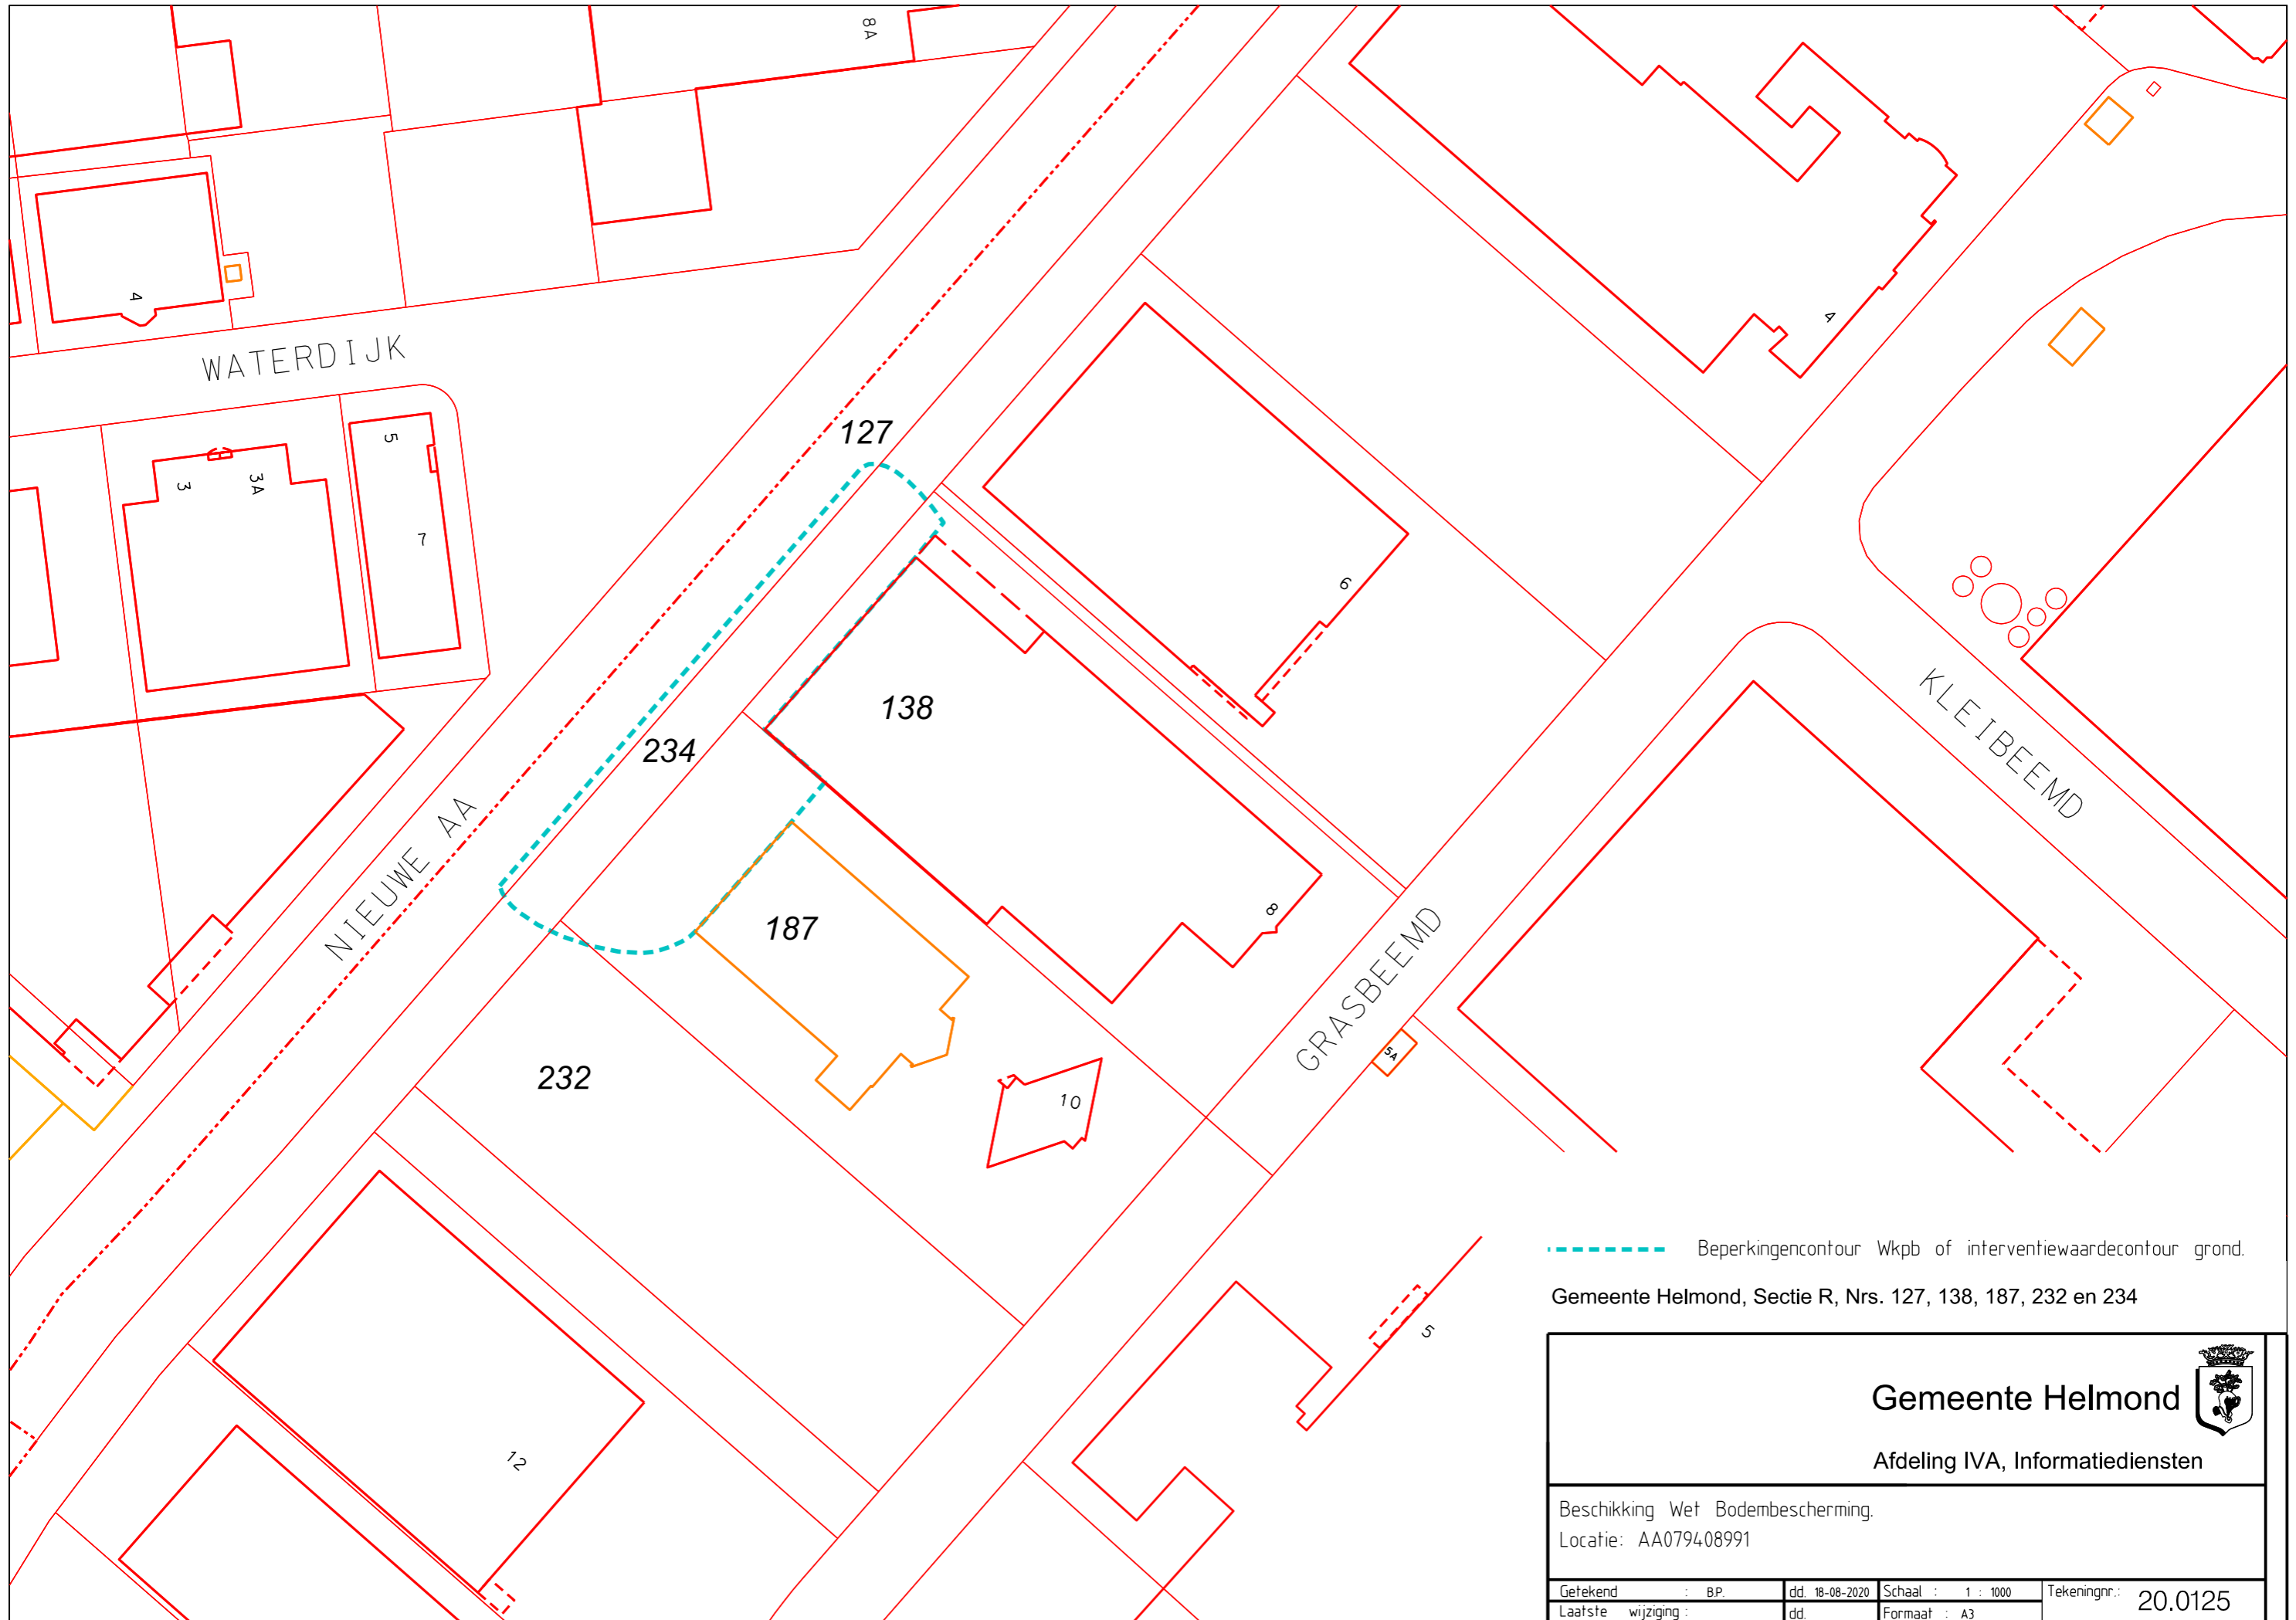 8A
4
WATERDIJK
127
5
3
3A
7
4
6
138
234
KLEIBEEMD
NIEUWE AA
187
8
GRASBEEMD
5A
232
10
Beperkingencontour Wkpb of interventiewaardecontour grond.
Gemeente Helmond, Sectie R, Nrs. 127, 138, 187, 232 en 234
5
12
Gemeente Helmond
Afdeling IVA, Informatiediensten
Beschikking Wet Bodembescherming.
Locatie: AA079408991
Getekend : B.P. dd. 18-08-2020 Schaal : 1 : 1000 Tekeningnr.: 20.0125
Laatste wijziging : dd. Formaat : A3